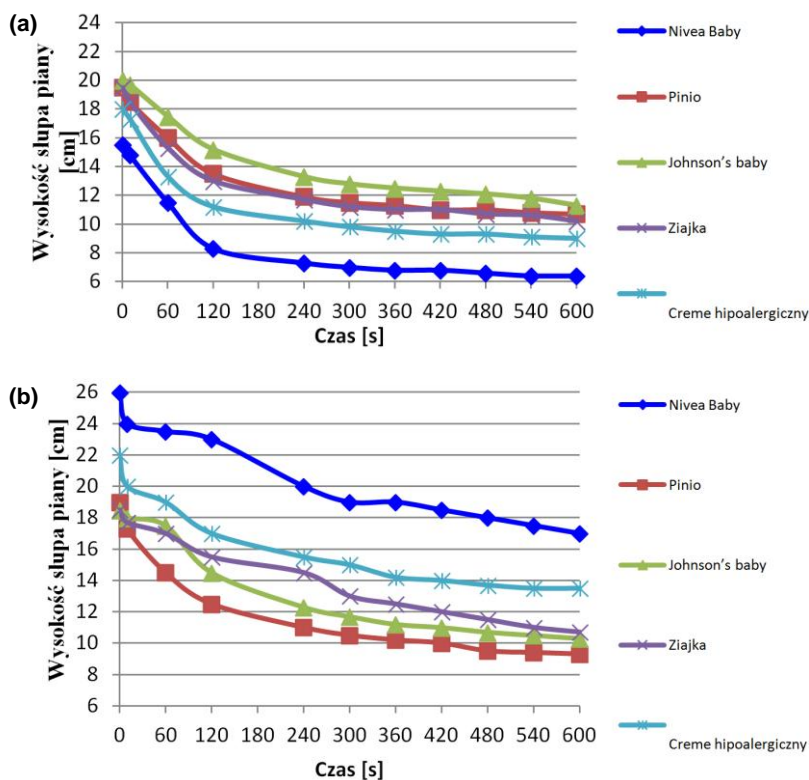 (a)
Wysokość słupa piany
[cm]
24
22
20
18
16
14
12
10
8
6
0 60 120 180 240 300 360 420 480 540 600
Czas [s]
Nivea Baby
Pinio
Johnson's baby
Ziajka
Creme hipoalergiczny
(b)
Wysokość słupa piany [cm]
26
24
22
20
18
16
14
12
10
8
6
0 60 120 180 240 300 360 420 480 540 600
Czas [s]
Nivea Baby
Pinio
Johnson's baby
Ziajka
Creme hipoalergiczny